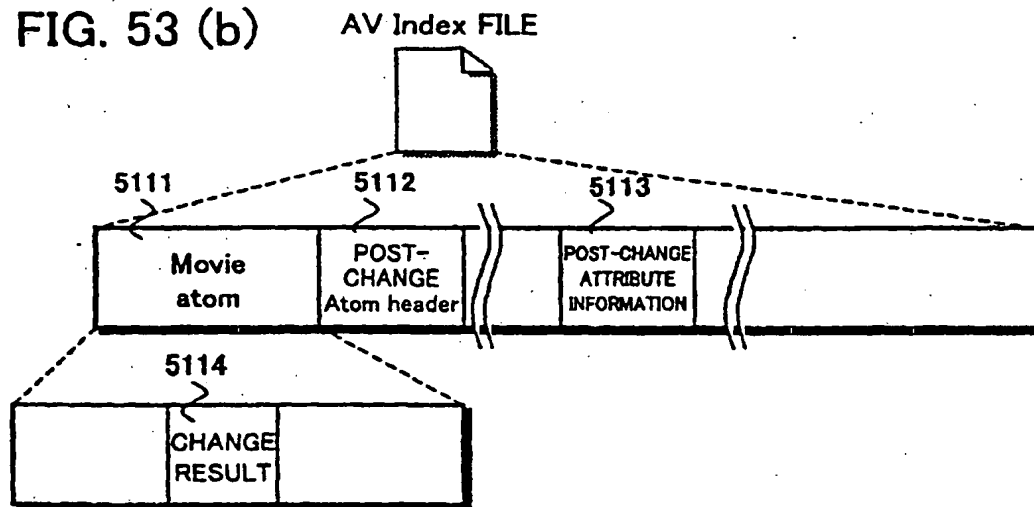 FIG. 53 (b)
AV Index FILE
5111
5112
5113
Movie
atom
POST-
CHANGE
Atom header
POST-CHANGE
ATTRIBUTE
INFORMATION
5114
CHANGE
RESULT